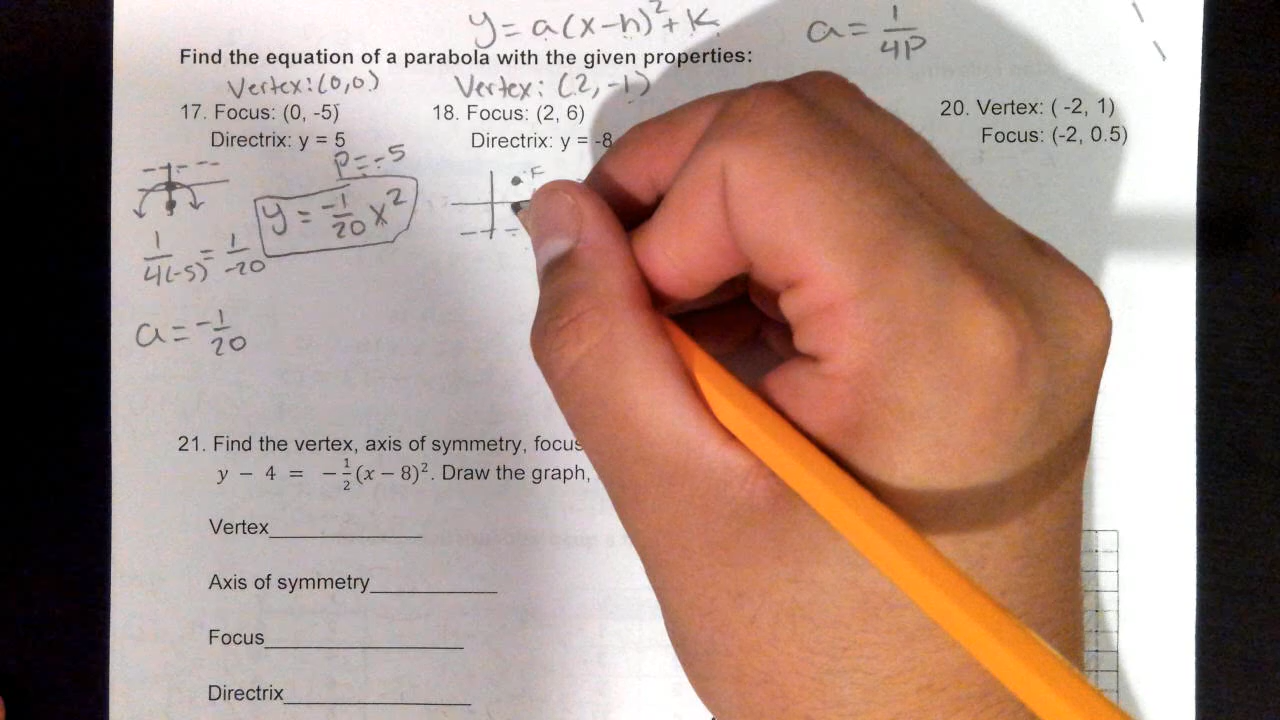 y = a(x-h)² + K
a = 1/4P
Find the equation of a parabola with the given properties:
Vertex: (0,0)
Vertex: (2,-1)
17. Focus: (0, -5)
Directrix: y = 5
P = -5
y = -1/20 x²
1/4(-5) = 1/-20
a = -1/20
18. Focus: (2, 6)
Directrix: y = -8
F
20. Vertex: ( -2, 1)
Focus: (-2, 0.5)
21. Find the vertex, axis of symmetry, focus
y − 4 = −1/2(x − 8)². Draw the graph,
Vertex
Axis of symmetry
Focus
Directrix